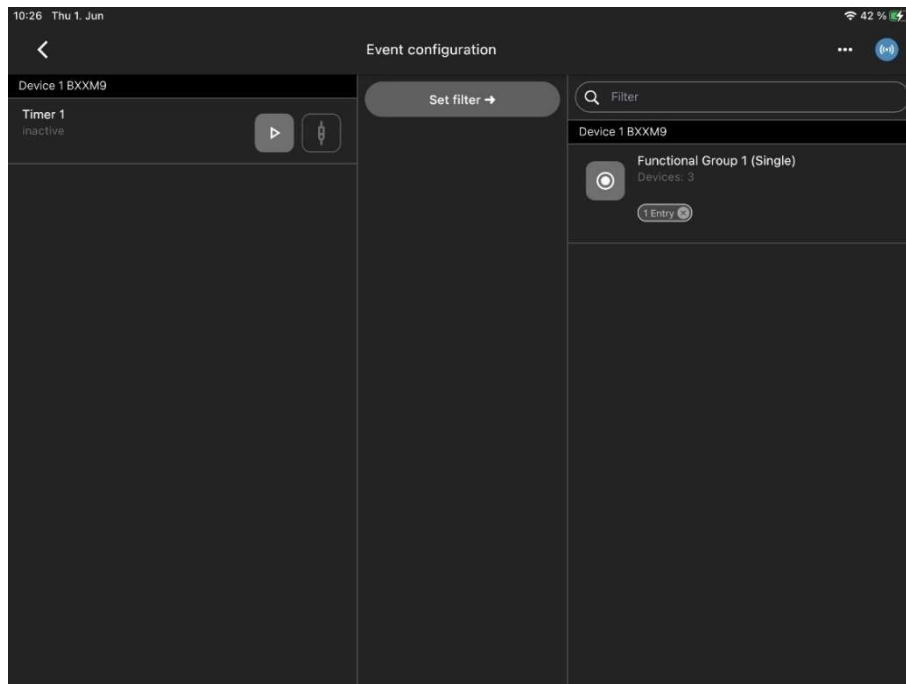 10:26 Thu 1. Jun
42 %
Event configuration
Device 1 BXXM9
Timer 1
inactive
Set filter →
Filter
Device 1 BXXM9
Functional Group 1 (Single)
Devices: 3
1 Entry